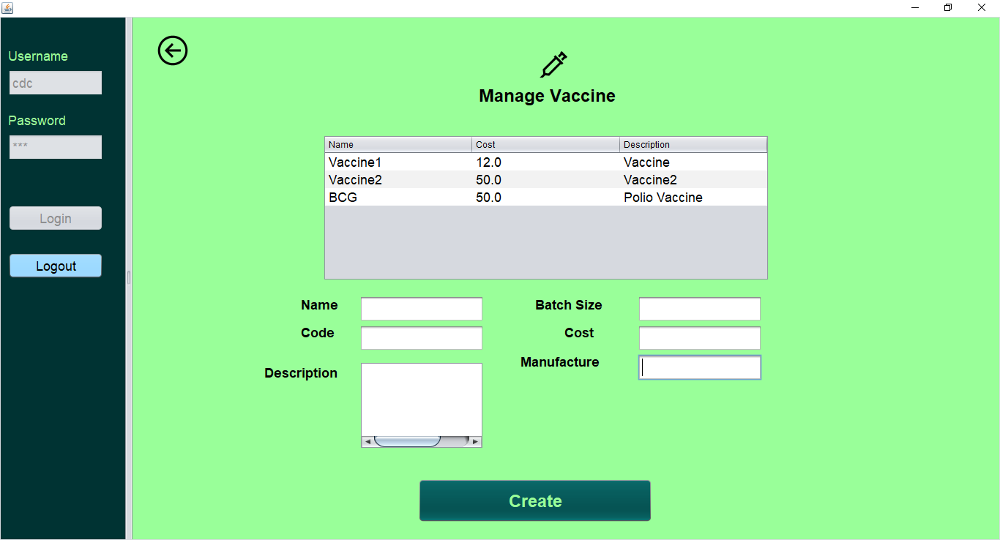 Username
cdc
Password
***
Login
Logout
Manage Vaccine
Name Cost Description
Vaccine1 12.0 Vaccine
Vaccine2 50.0 Vaccine2
BCG 50.0 Polio Vaccine
Name Batch Size
Code Cost
Manufacture
Description
Create